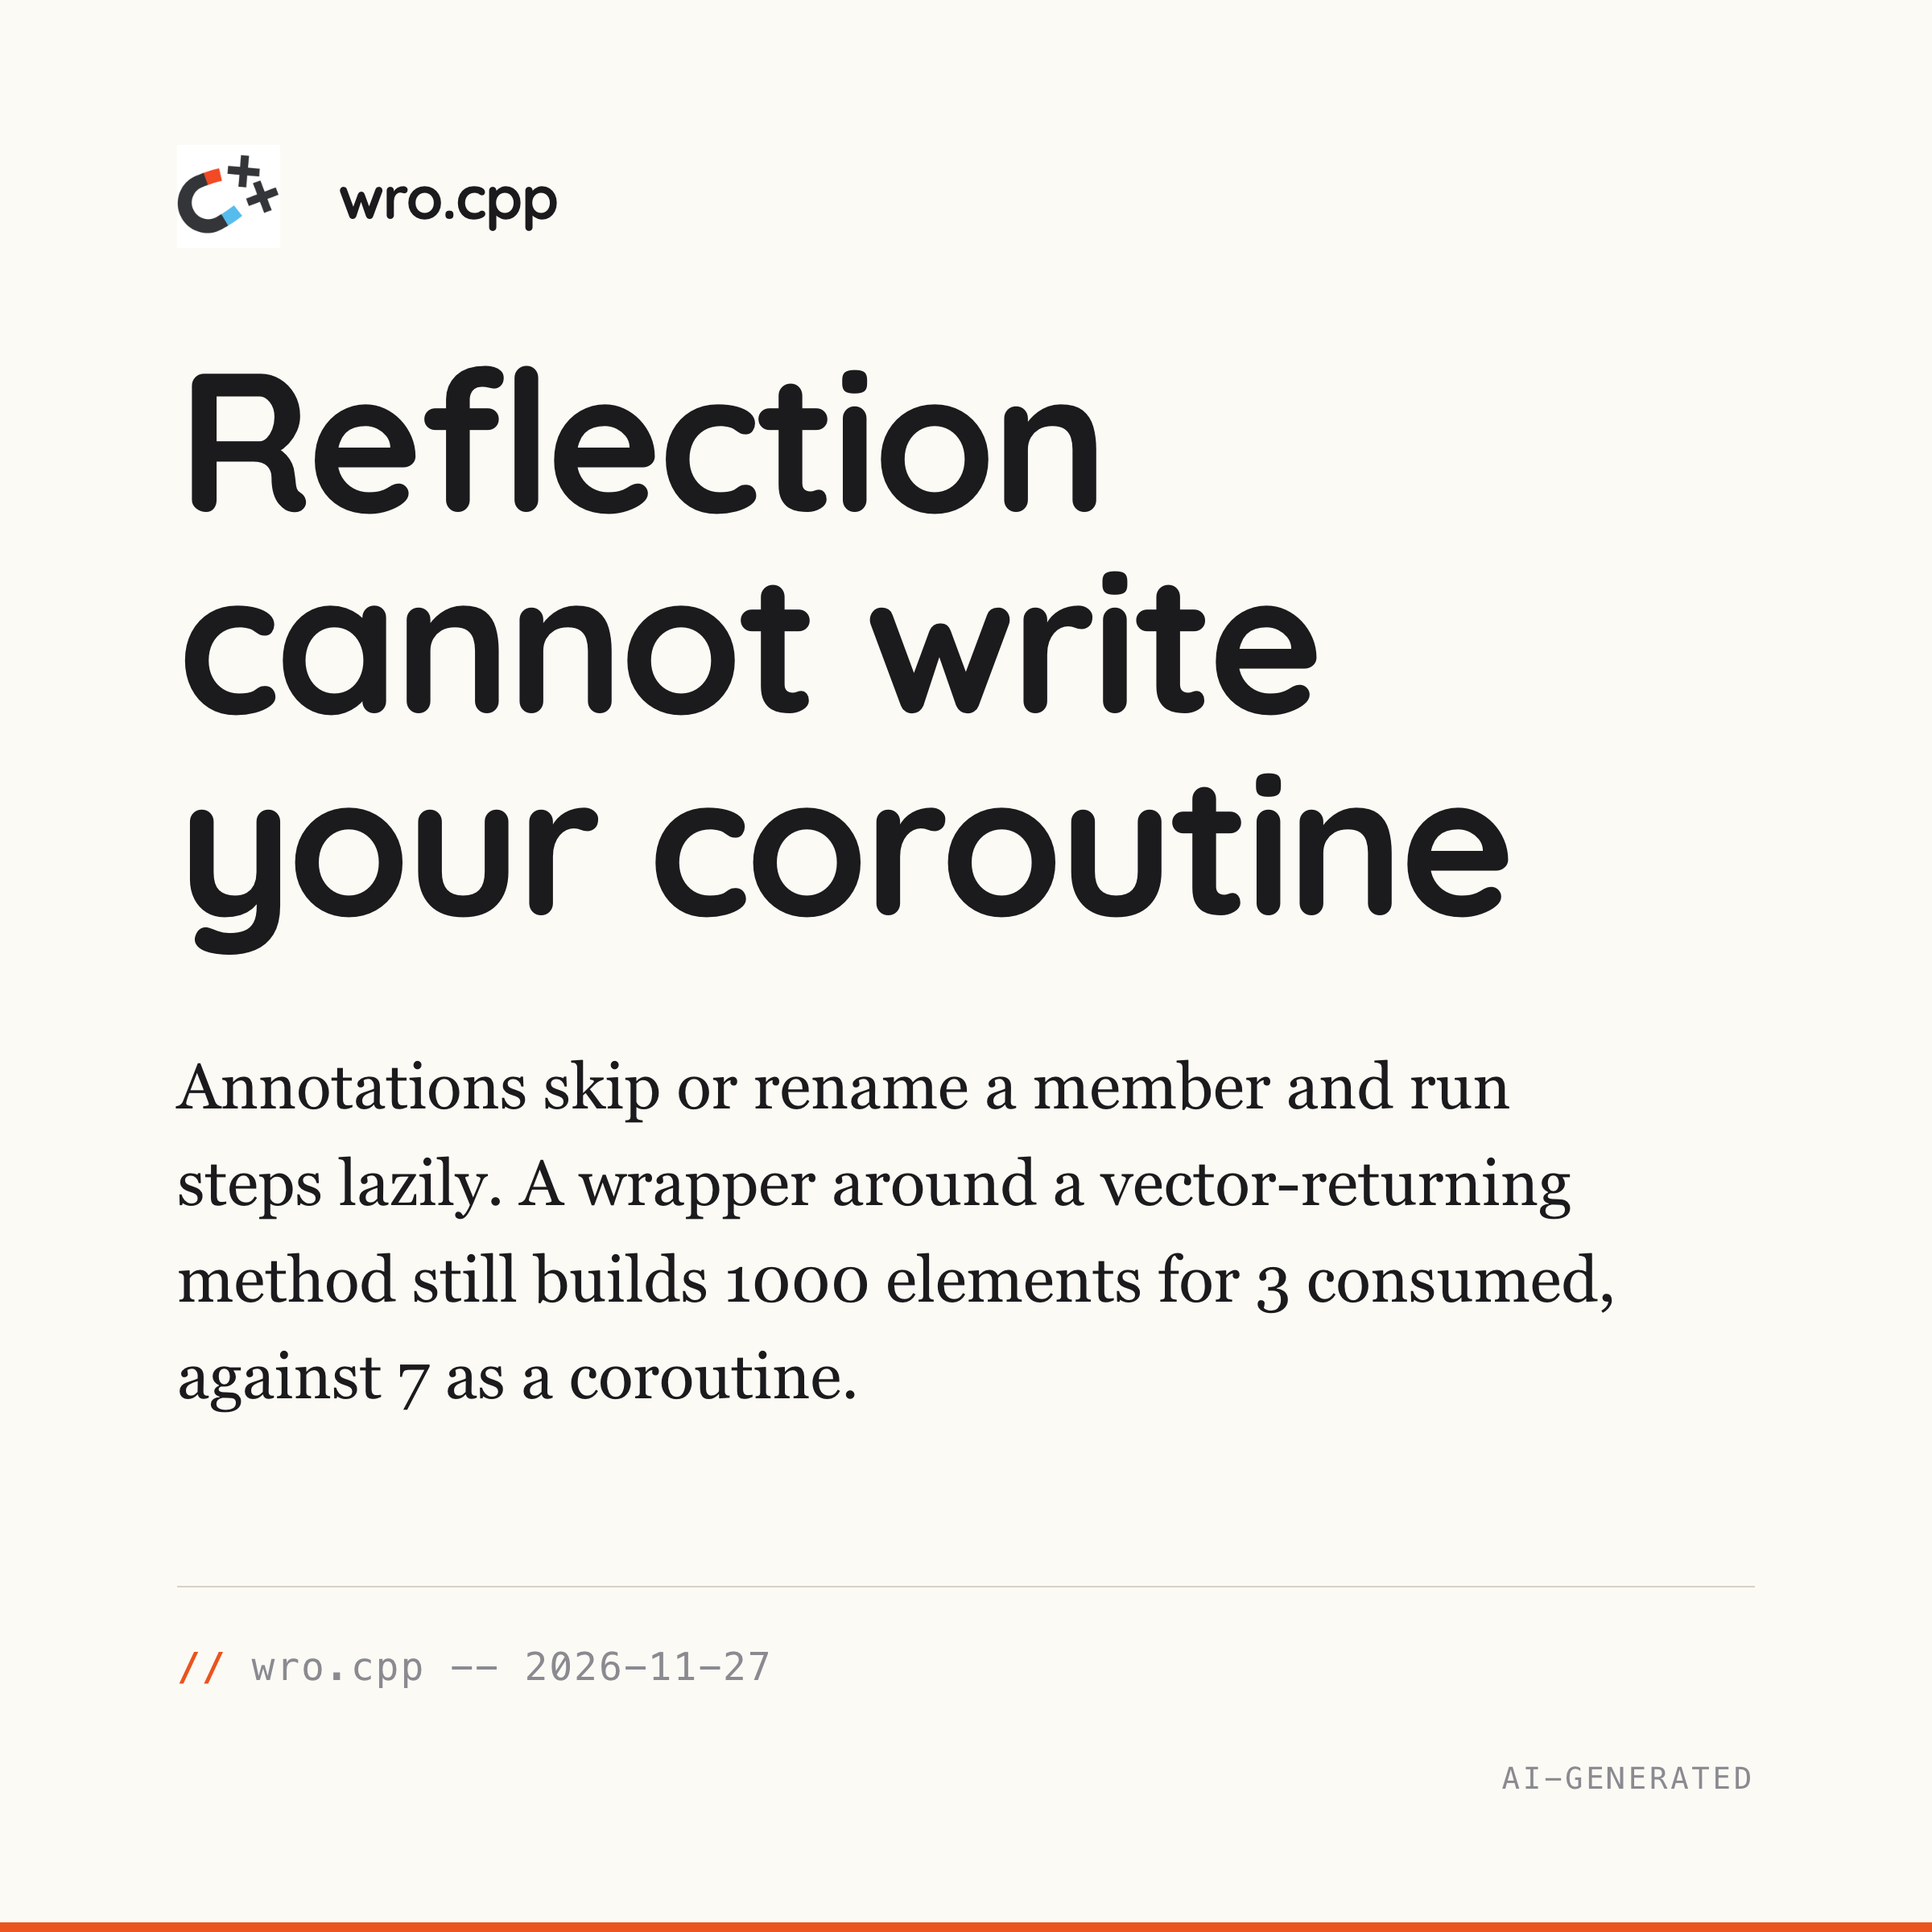 wro.cpp
Reflection
cannot write
your coroutine
Annotations skip or rename a member and run
steps lazily. A wrapper around a vector-returning
method still builds 1000 elements for 3 consumed,
against 7 as a coroutine.
// wro.cpp -- 2026-11-27
AI-GENERATED